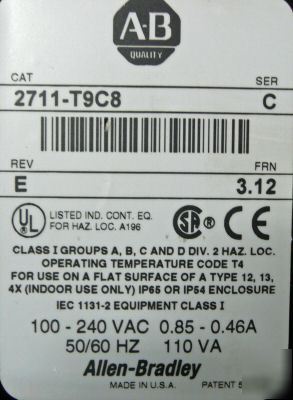 A-B
QUALITY
CAT SER
2711-T9C8 C
REV FRN
E 3.12
UL LISTED IND. CONT. EQ. SA CE
FOR HAZ. LOC. A196
CLASS I GROUPS A, B, C AND D DIV. 2 HAZ. LOC.
OPERATING TEMPERATURE CODE T4
FOR USE ON A FLAT SURFACE OF A TYPE 12, 13,
4X (INDOOR USE ONLY) IP65 OR IP54 ENCLOSURE
IEC 1131-2 EQUIPMENT CLASS I
100 - 240 VAC 0.85 - 0.46A
50/60 HZ 110 VA
Allen-Bradley
MADE IN U.S.A. PATENT 5